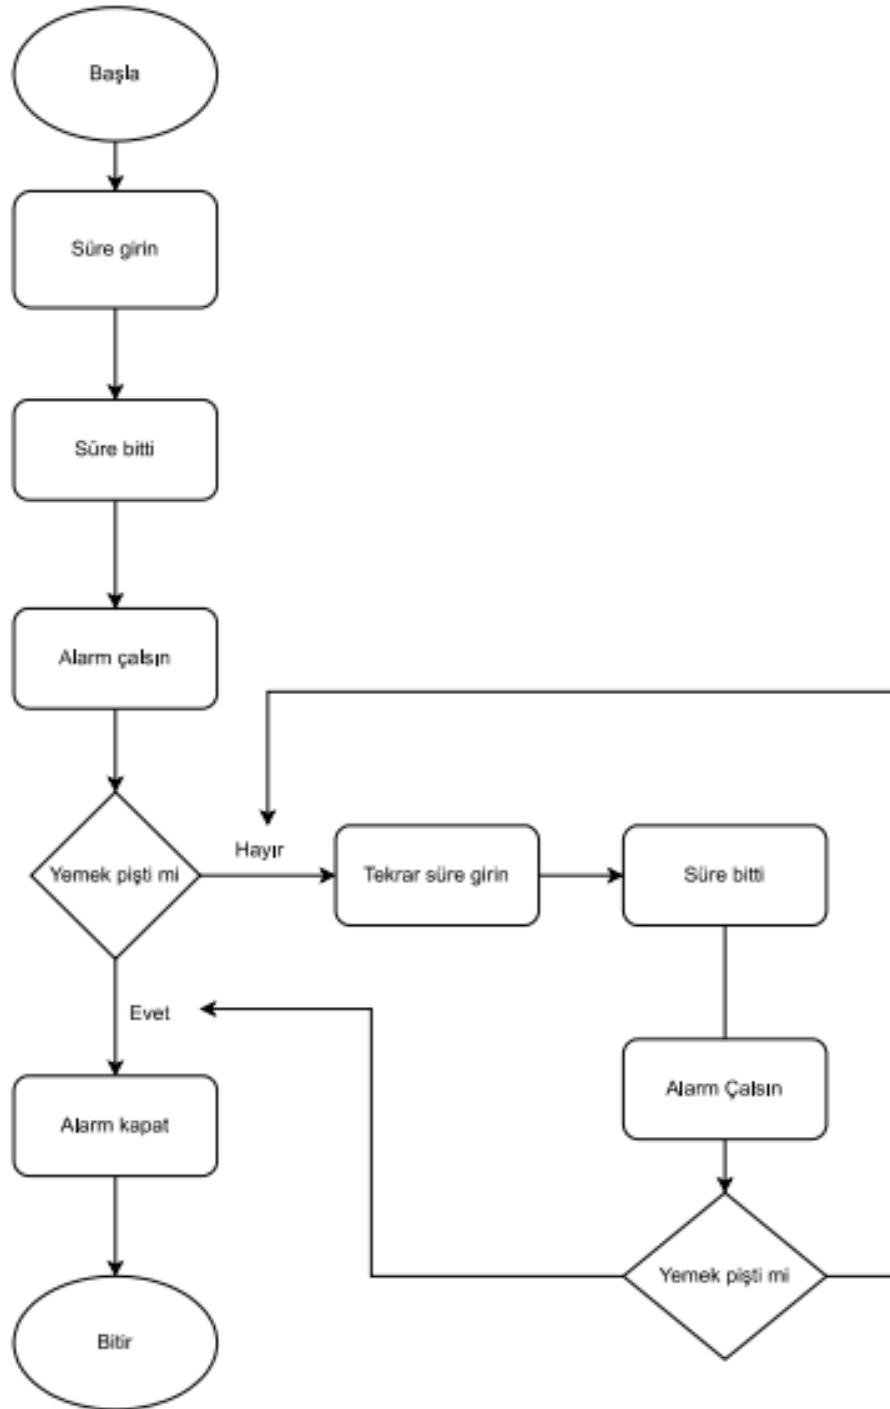 Başla
Süre girin
Süre bitti
Alarm çalsın
Yemek pişti mi
Hayır
Tekrar süre girin
Süre bitti
Evet
Alarm Çalsın
Alarm kapat
Yemek pişti mi
Bitir